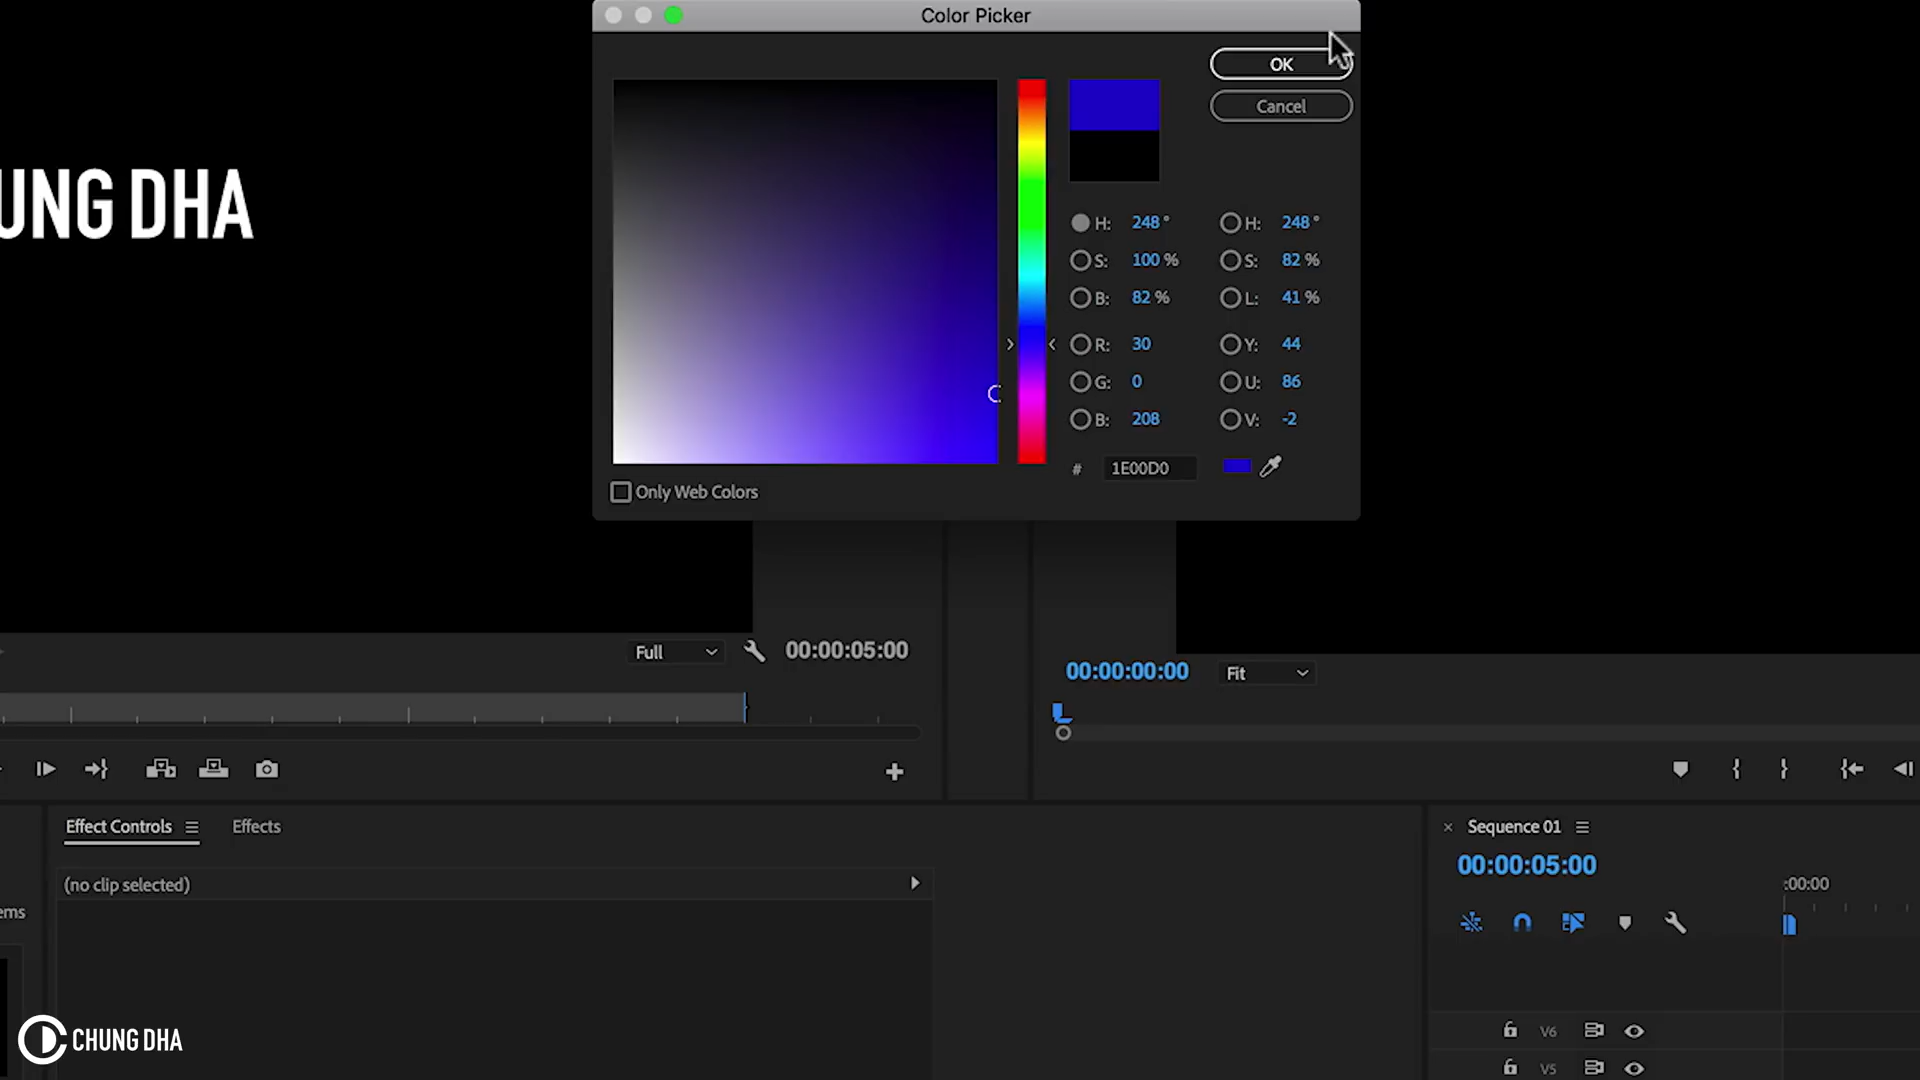 Color Picker
OK
Cancel
UNG DHA
H: 248 °
H: 248 °
S: 100 %
S: 82 %
B: 82 %
L: 41 %
R: 30
Y: 44
G: 0
U: 86
B: 208
V: -2
# 1E00D0
Only Web Colors
Full
00:00:05:00
00:00:00:00
Fit
Effect Controls
Effects
(no clip selected)
ems
Sequence 01
00:00:05:00
:00:00
V6
V5
CHUNG DHA